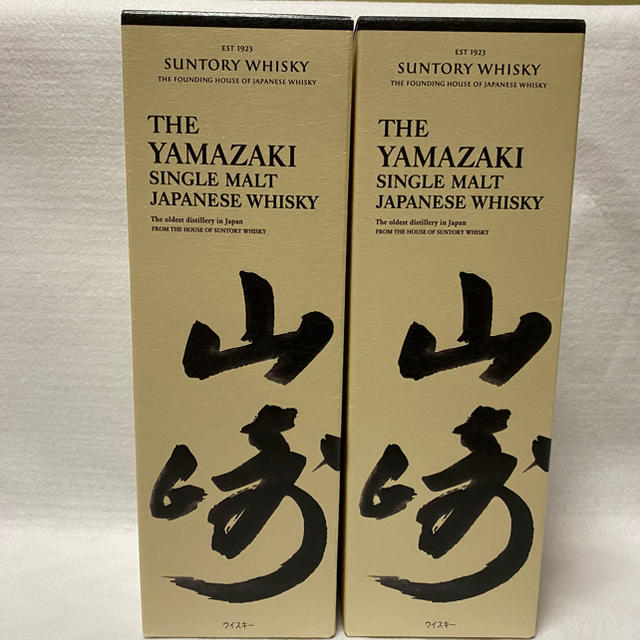 EST 1923
SUNTORY WHISKY
THE FOUNDING HOUSE OF JAPANESE WHISKY
THE
YAMAZAKI
SINGLE MALT
JAPANESE WHISKY
The oldest distillery in Japan
FROM THE HOUSE OF SUNTORY WHISKY
山
崎
ウイスキー
EST 1923
SUNTORY WHISKY
THE FOUNDING HOUSE OF JAPANESE WHISKY
THE
YAMAZAKI
SINGLE MALT
JAPANESE WHISKY
The oldest distillery in Japan
FROM THE HOUSE OF SUNTORY WHISKY
山
崎
ウイスキー